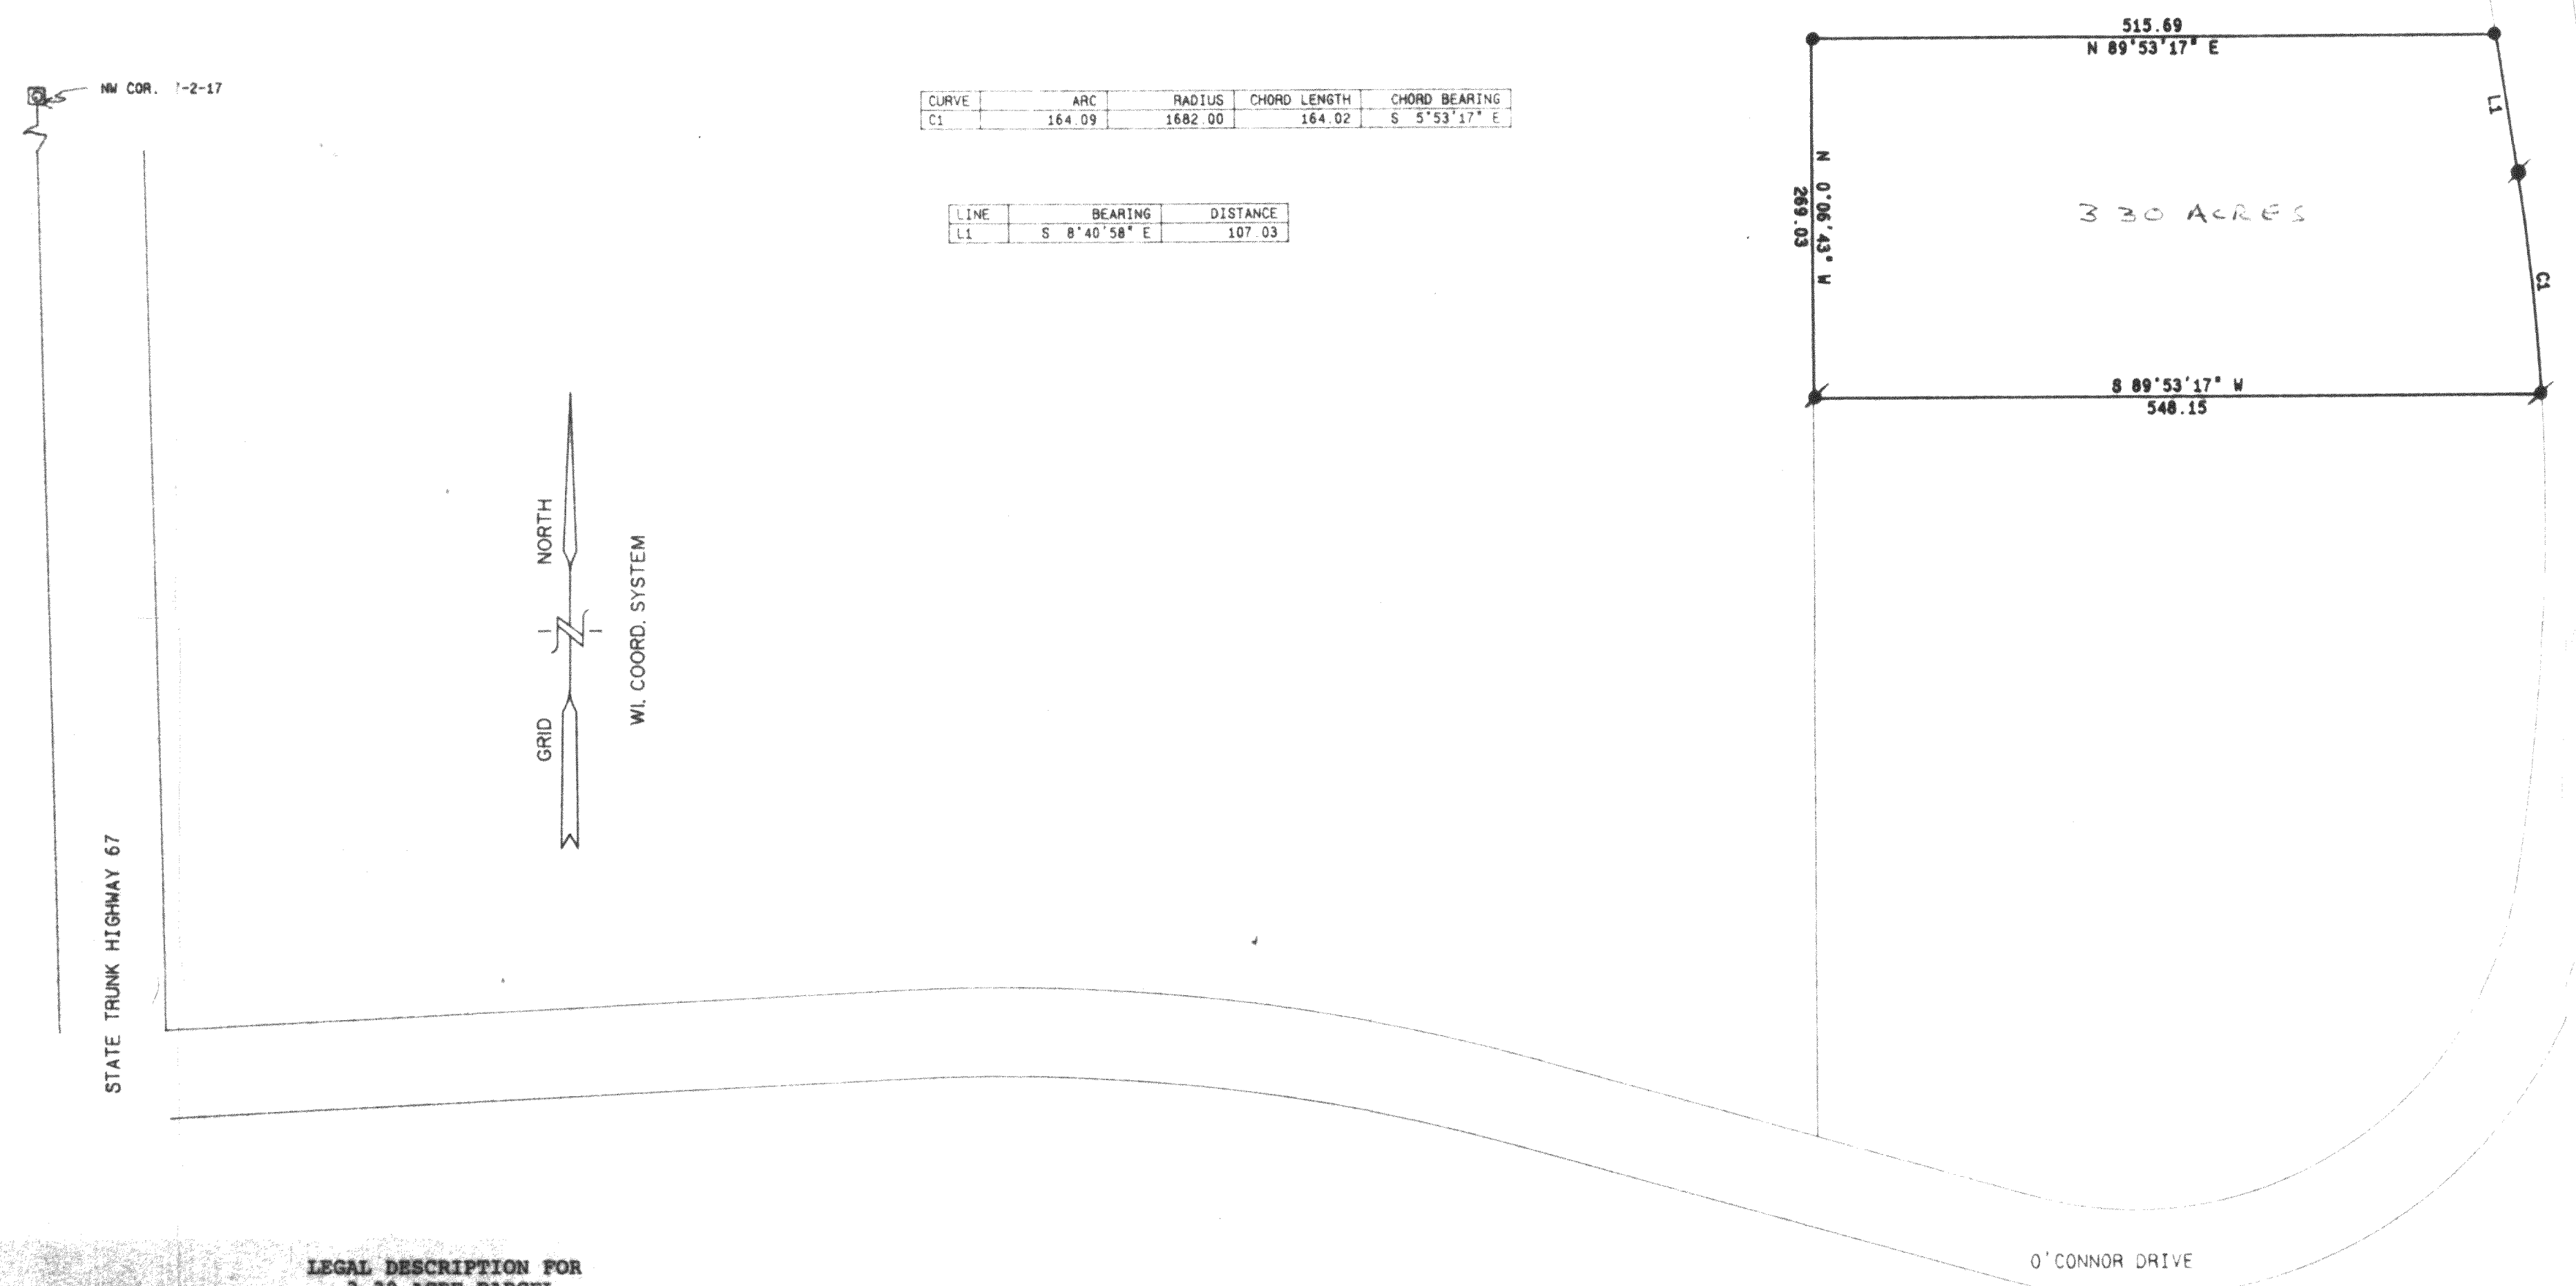 515.69
N 89°53'17" E
NW COR. -2-17
CURVE ARC RADIUS CHORD LENGTH CHORD BEARING
C1 164.09 1682.00 164.02 S 5°53'17" E
L1
N 0°06'43" W
269.03
3 30 ACRES
LINE BEARING DISTANCE
L1 S 8°40'58" E 107.03
C1
S 89°53'17" W
548.15
GRID NORTH
WI. COORD. SYSTEM
STATE TRUNK HIGHWAY 67
O'CONNOR DRIVE
LEGAL DESCRIPTION FOR